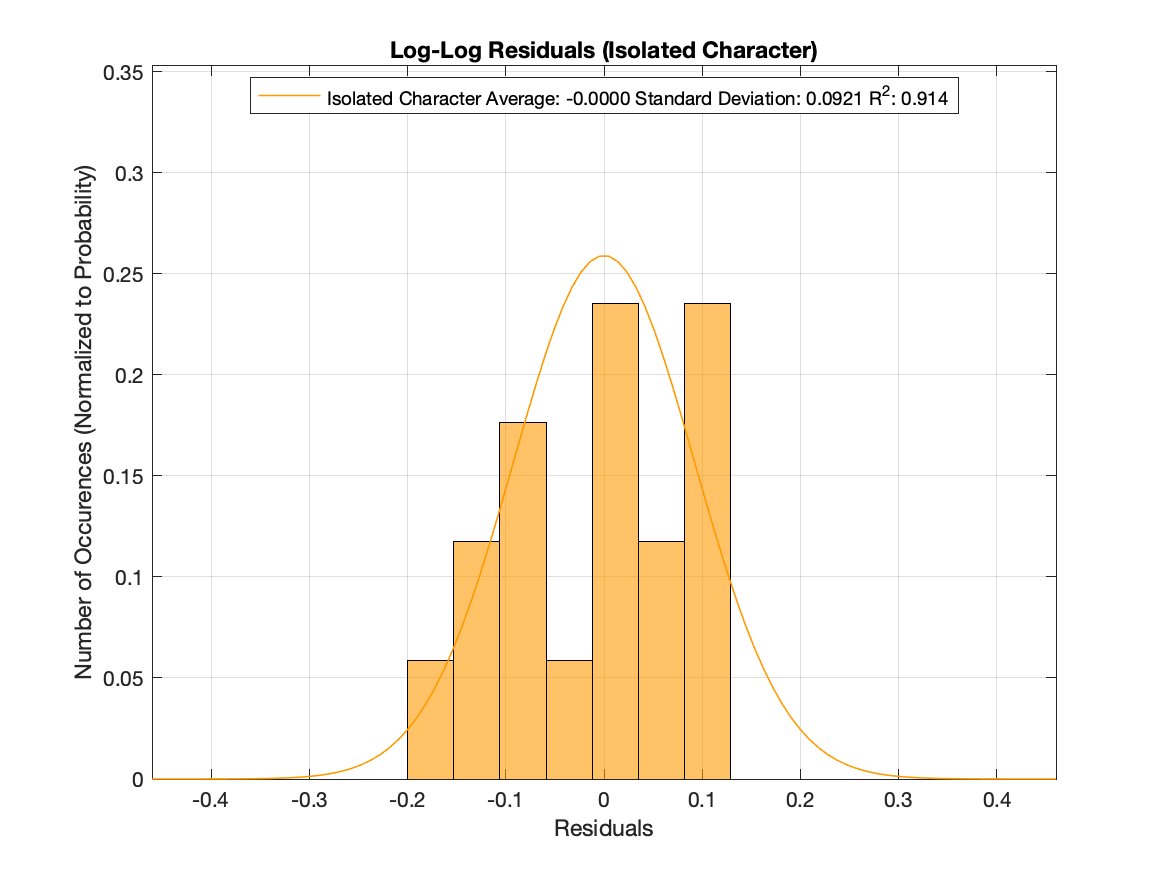 Log-Log Residuals (Isolated Character)
Isolated Character Average: -0.0000 Standard Deviation: 0.0921 R²: 0.914
Number of Occurences (Normalized to Probability)
0.35
0.3
0.25
0.2
0.15
0.1
0.05
0
-0.4 -0.3 -0.2 -0.1 0 0.1 0.2 0.3 0.4
Residuals